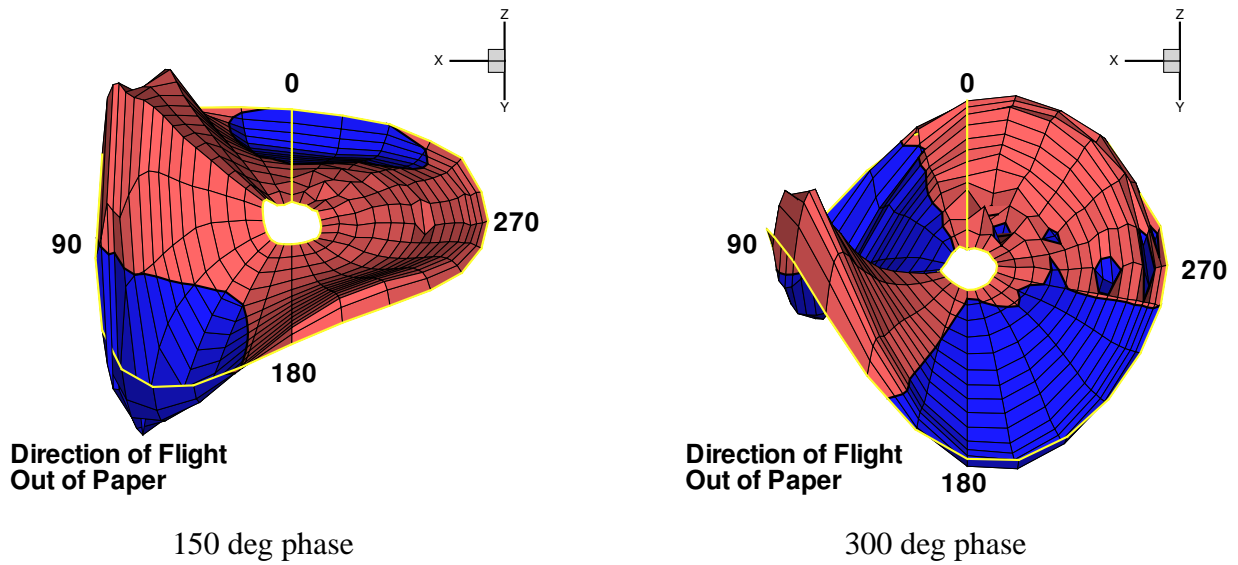 Z
X
Y
0
90
270
180
Direction of Flight
Out of Paper
150 deg phase
Z
X
Y
0
90
270
180
Direction of Flight
Out of Paper
300 deg phase